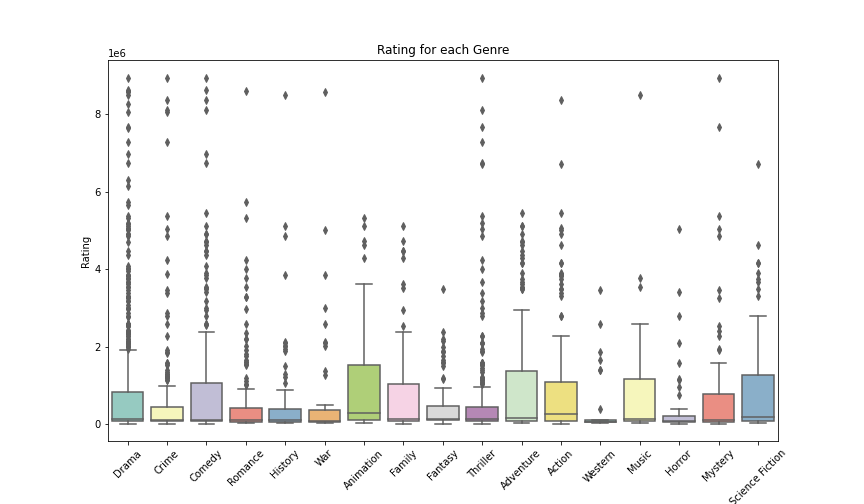 Rating for each Genre
1e6
8
6
4
2
0
Rating
Drama
Crime
Comedy
Romance
History
War
Animation
Family
Fantasy
Thriller
Adventure
Action
Western
Music
Horror
Mystery
Science Fiction